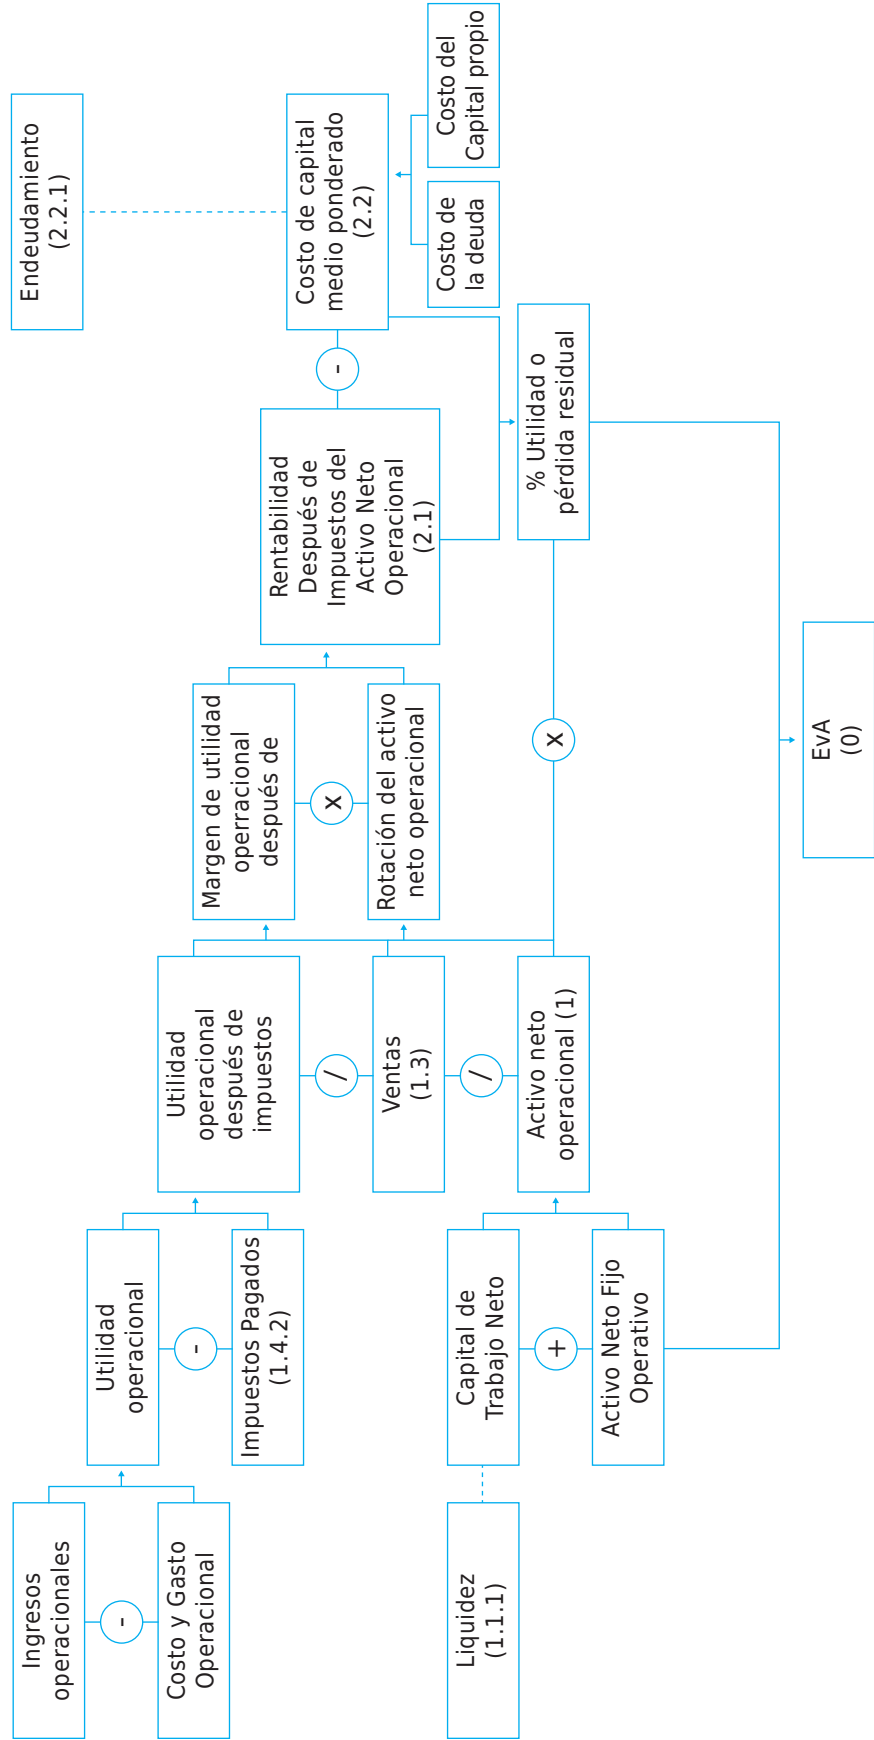 Ingresos
operacionales
-
Costo y Gasto
Operacional
Liquidez
(1.1.1)
Utilidad
operacional
-
Impuestos Pagados
(1.4.2)
Capital de
Trabajo Neto
+
Activo Neto Fijo
Operativo
Utilidad
operacional
después de
impuestos
/
Ventas
(1.3)
/
Activo neto
operacional (1)
Margen de utilidad
operracional
después de
X
Rotación del activo
neto operacional
X
Rentabilidad
Después de
Impuestos del
Activo Neto
Operacional
(2.1)
-
% Utilidad o
pérdida residual
EvA
(0)
Endeudamiento
(2.2.1)
Costo de capital
medio ponderado
(2.2)
Costo de
la deuda
Costo del
Capital propio